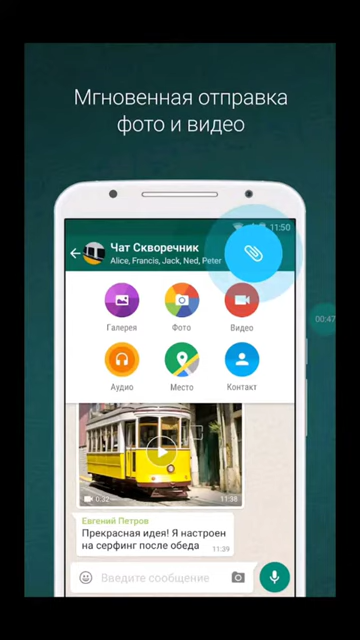 Мгновенная отправка
фото и видео
11:50
Чат Скворечник
Alice, Francis, Jack, Ned, Peter
Галерея
Фото
Видео
00:47
Аудио
Место
Контакт
0:32
11:38
Евгений Петров
Прекрасная идея! Я настроен
на серфинг после обеда
11:39
Введите сообщение